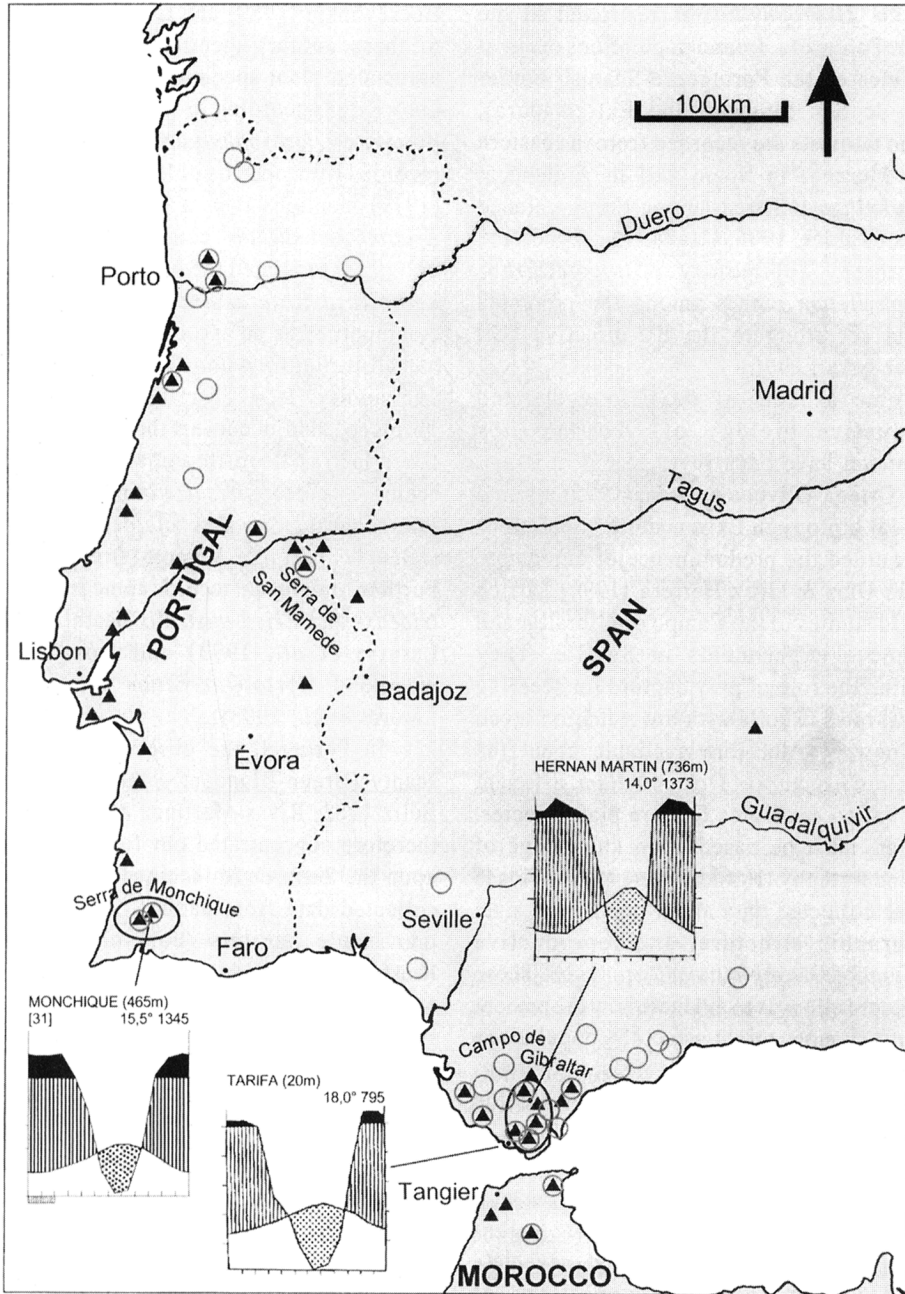 100km
Duero
Porto
Madrid
Tagus
PORTUGAL
Serra de
San Mamede
SPAIN
Lisbon
Badajoz
Évora
HERNAN MARTIN (736m)
14,0° 1373
Guadalquivir
Serra de Monchique
Seville
Faro
MONCHIQUE (465m)
[31] 15,5° 1345
Campo de
Gibraltar
TARIFA (20m)
18,0° 795
Tangier
MOROCCO